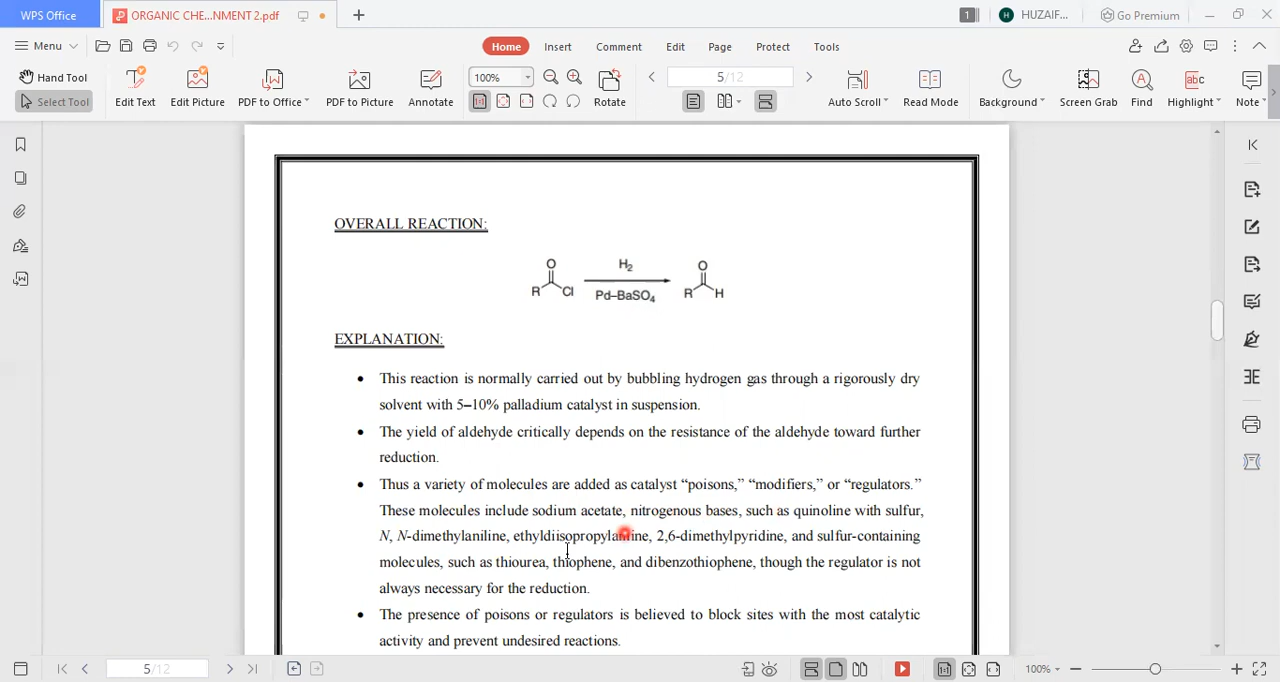 WPS Office ORGANIC CHE...NMENT 2.pdf + 1 H HUZAIF... Go Premium
Menu Home Insert Comment Edit Page Protect Tools
Hand Tool 100% 5/12
Select Tool Edit Text Edit Picture PDF to Office PDF to Picture Annotate 1:1 Rotate Auto Scroll Read Mode Background Screen Grab Find abc Highlight Note
OVERALL REACTION:
O H₂ O
R Cl Pd–BaSO₄ R H
EXPLANATION:
• This reaction is normally carried out by bubbling hydrogen gas through a rigorously dry
solvent with 5–10% palladium catalyst in suspension.
• The yield of aldehyde critically depends on the resistance of the aldehyde toward further
reduction.
• Thus a variety of molecules are added as catalyst “poisons,” “modifiers,” or “regulators.”
These molecules include sodium acetate, nitrogenous bases, such as quinoline with sulfur,
N, N-dimethylaniline, ethyldiisopropylamine, 2,6-dimethylpyridine, and sulfur-containing
molecules, such as thiourea, thiophene, and dibenzothiophene, though the regulator is not
always necessary for the reduction.
• The presence of poisons or regulators is believed to block sites with the most catalytic
activity and prevent undesired reactions.
5/12 1:1 100%